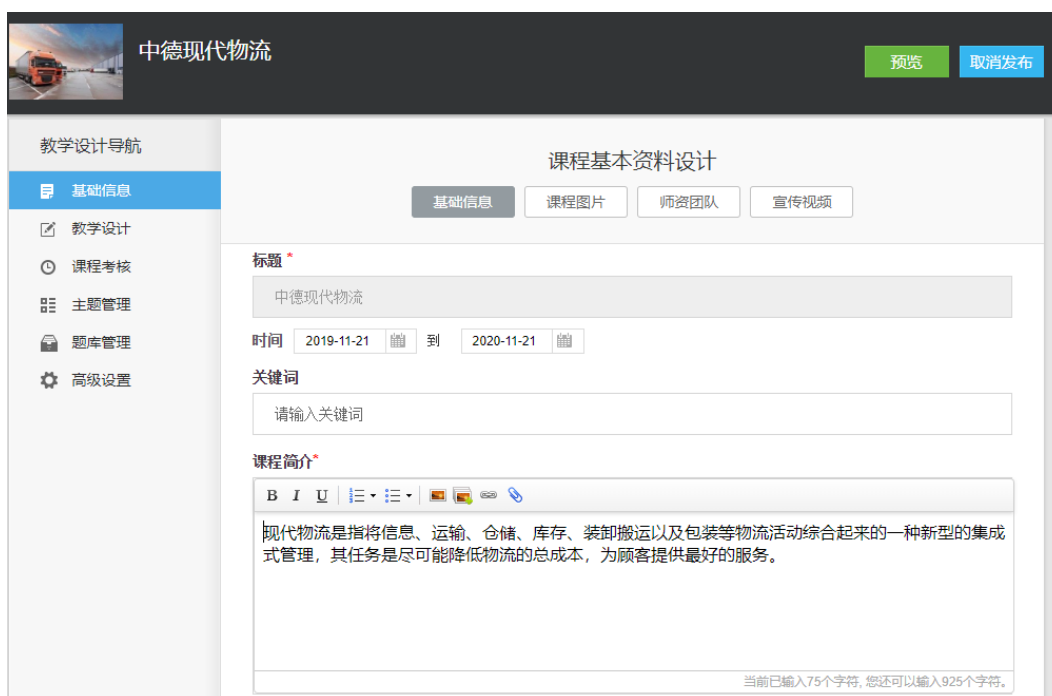 中德现代物流
预览
取消发布
教学设计导航
基础信息
教学设计
课程考核
主题管理
题库管理
高级设置
课程基本资料设计
基础信息
课程图片
师资团队
宣传视频
标题 *
中德现代物流
时间 2019-11-21 到 2020-11-21
关键词
请输入关键词
课程简介*
B I U
现代物流是指将信息、运输、仓储、库存、装卸搬运以及包装等物流活动综合起来的一种新型的集成
式管理，其任务是尽可能降低物流的总成本，为顾客提供最好的服务。
当前已输入75个字符, 您还可以输入925个字符。